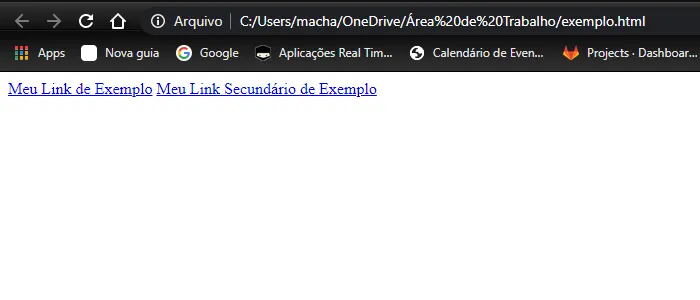 Arquivo C:/Users/macha/OneDrive/Área%20de%20Trabalho/exemplo.html
Apps Nova guia Google Aplicações Real Tim... Calendário de Even... Projects · Dashboar...
Meu Link de Exemplo Meu Link Secundário de Exemplo